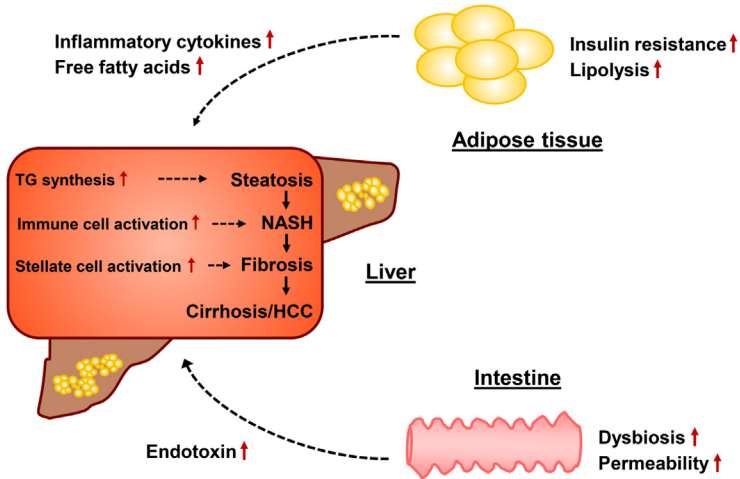 Inflammatory cytokines ↑
Free fatty acids ↑
Insulin resistance ↑
Lipolysis ↑
Adipose tissue
TG synthesis ↑
Steatosis
Immune cell activation ↑
NASH
Stellate cell activation ↑
Fibrosis
Cirrhosis/HCC
Liver
Intestine
Endotoxin ↑
Dysbiosis ↑
Permeability ↑